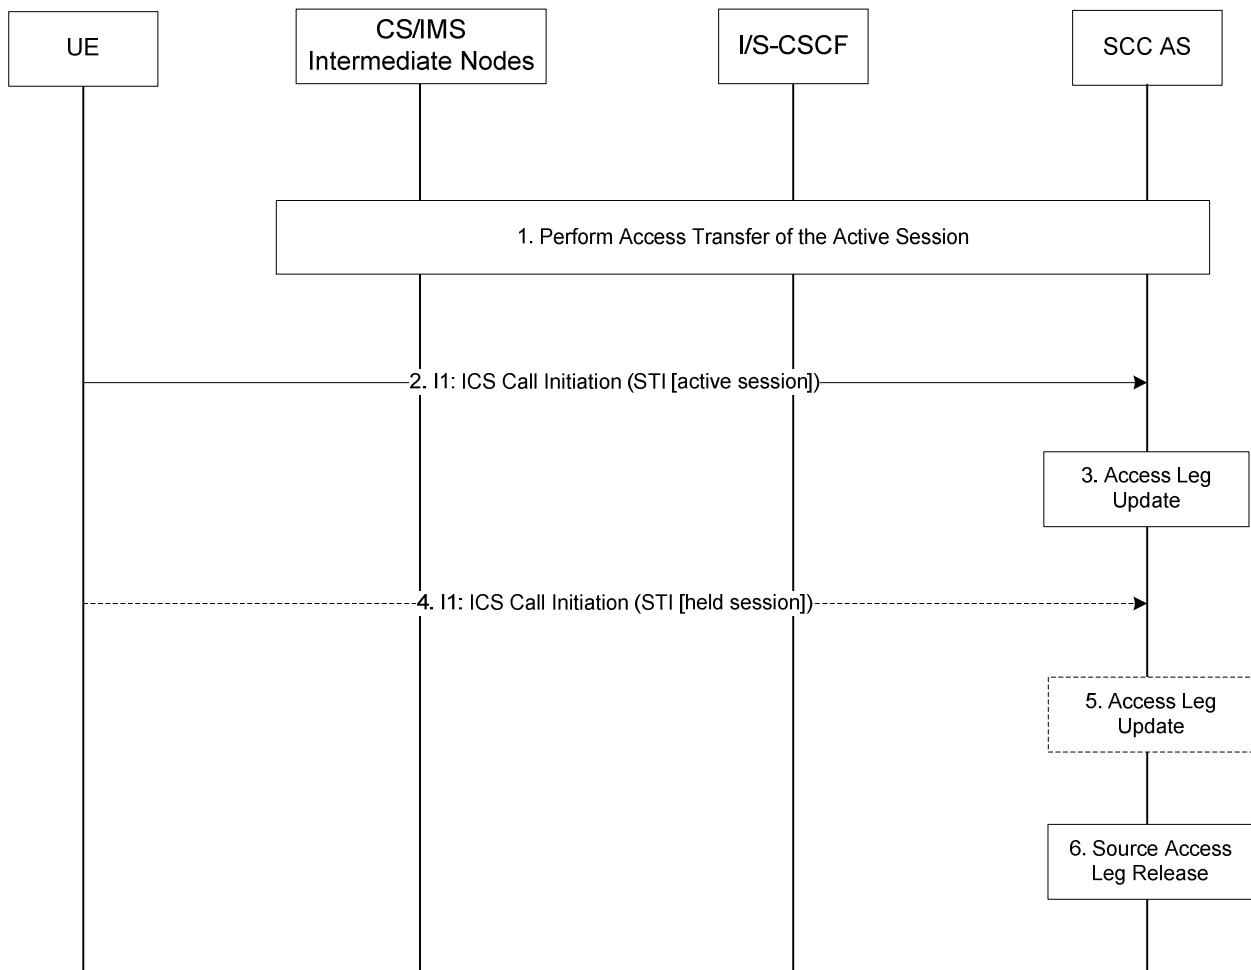 UE
CS/IMS
Intermediate Nodes
I/S-CSCF
SCC AS
1. Perform Access Transfer of the Active Session
2. I1: ICS Call Initiation (STI [active session])
3. Access Leg
Update
4. I1: ICS Call Initiation (STI [held session])
5. Access Leg
Update
6. Source Access
Leg Release